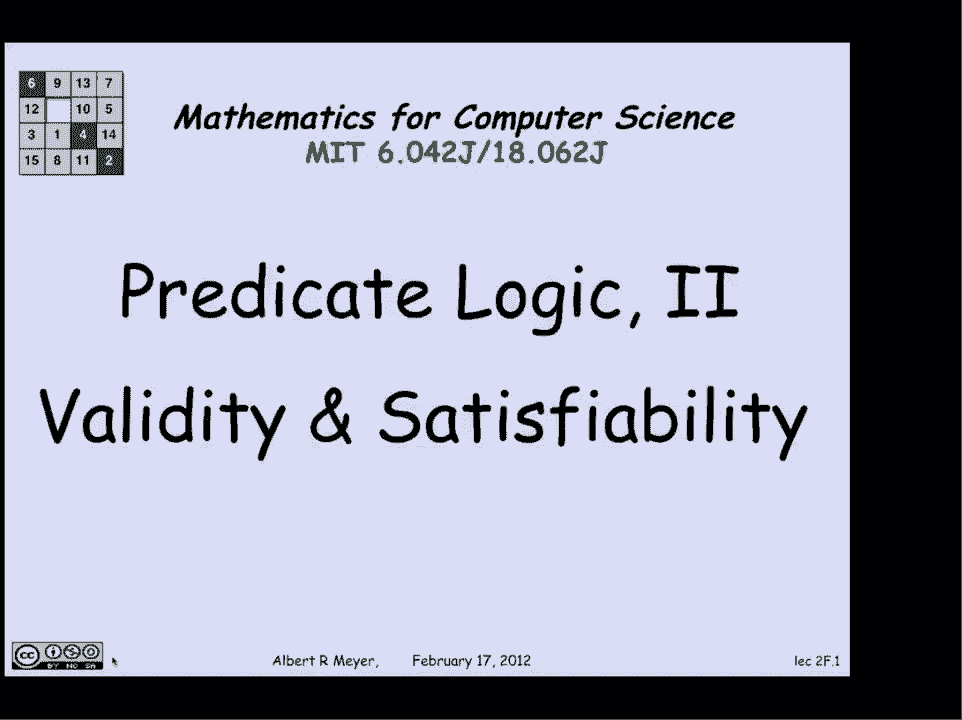 6 9 13 7
12 10 5
3 1 4 14
15 8 11 2
Mathematics for Computer Science
MIT 6.042J/18.062J
Predicate Logic, II
Validity & Satisfiability
cc
BY NC SA
Albert R Meyer, February 17, 2012
lec 2F.1